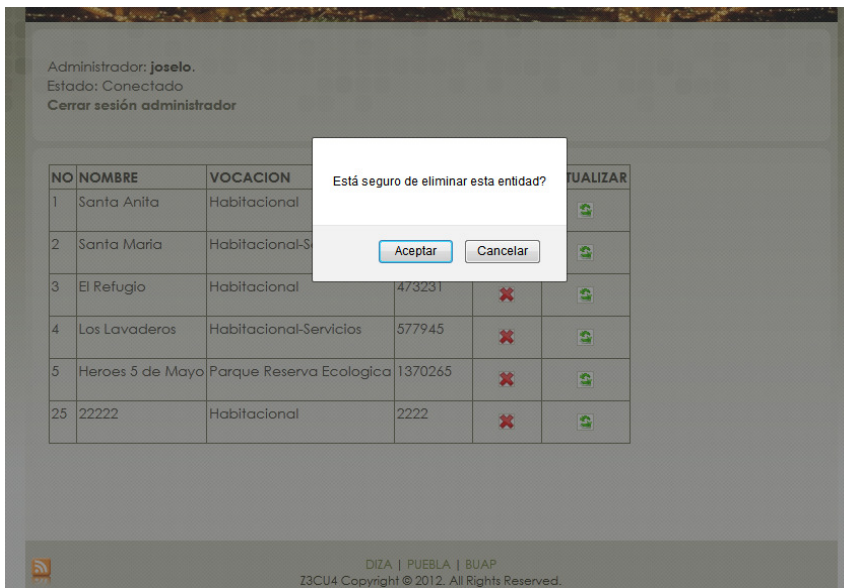 Administrador: joselo.
Estado: Conectado
Cerrar sesión administrador
Está seguro de eliminar esta entidad?
Aceptar Cancelar
NO NOMBRE VOCACION TUALIZAR
1 Santa Anita Habitacional
2 Santa Maria Habitacional-S
3 El Refugio Habitacional 473231
4 Los Lavaderos Habitacional-Servicios 577945
5 Heroes 5 de Mayo Parque Reserva Ecologica 1370265
25 22222 Habitacional 2222
DIZA | PUEBLA | BUAP
Z3CU4 Copyright © 2012. All Rights Reserved.